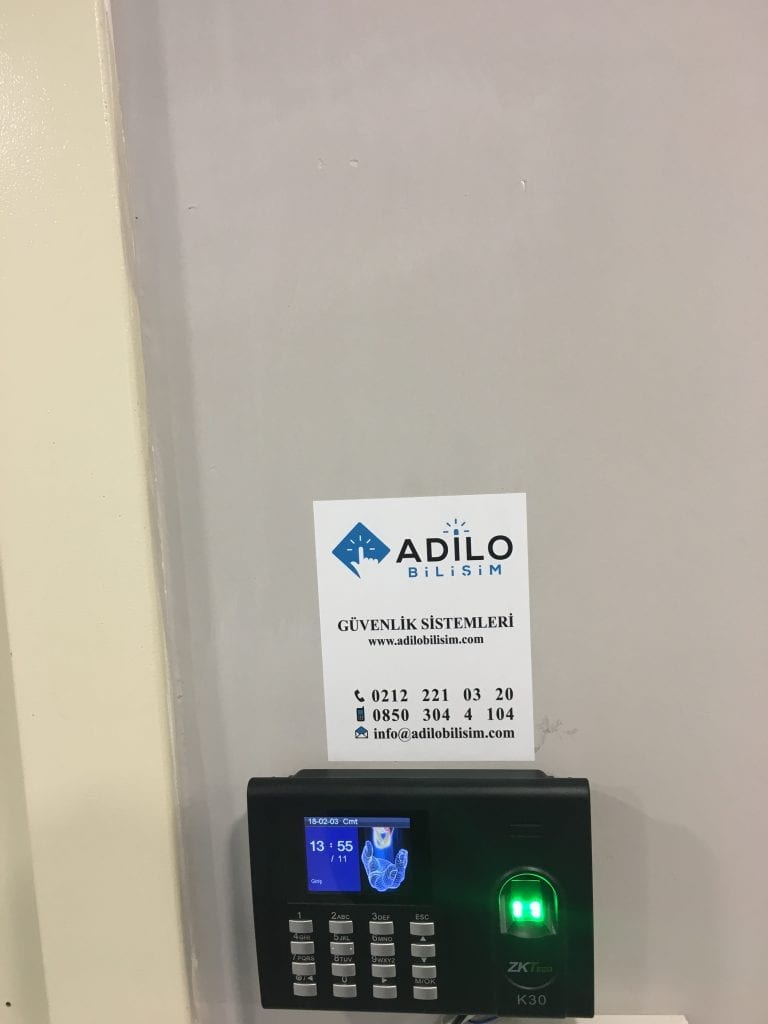 ADİLO
BİLİŞİM
GÜVENLİK SİSTEMLERİ
www.adilobilisim.com
0212 221 03 20
0850 304 4 104
info@adilobilisim.com
18-02-03 Cmt
13 : 55
/ 11
Giriş
1 2ABC 3DEF ESC
4GHI 5JKL 6MNO
7PQRS 8TUV 9WXYZ
0 M/OK
ZKTeco
K30